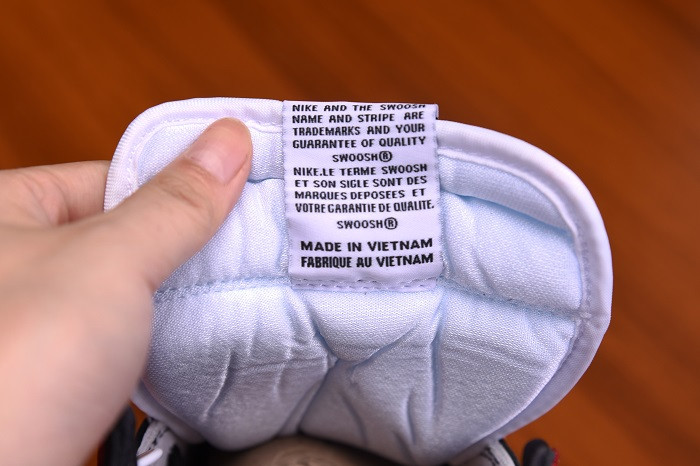 NIKE AND THE SWOOSH
NAME AND STRIPE ARE
TRADEMARKS AND YOUR
GUARANTEE OF QUALITY
SWOOSH®
NIKE.LE TERME SWOOSH
ET SON SIGLE SONT DES
MARQUES DEPOSEES ET
VOTRE GARANTIE DE QUALITE.
SWOOSH®
MADE IN VIETNAM
FABRIQUE AU VIETNAM